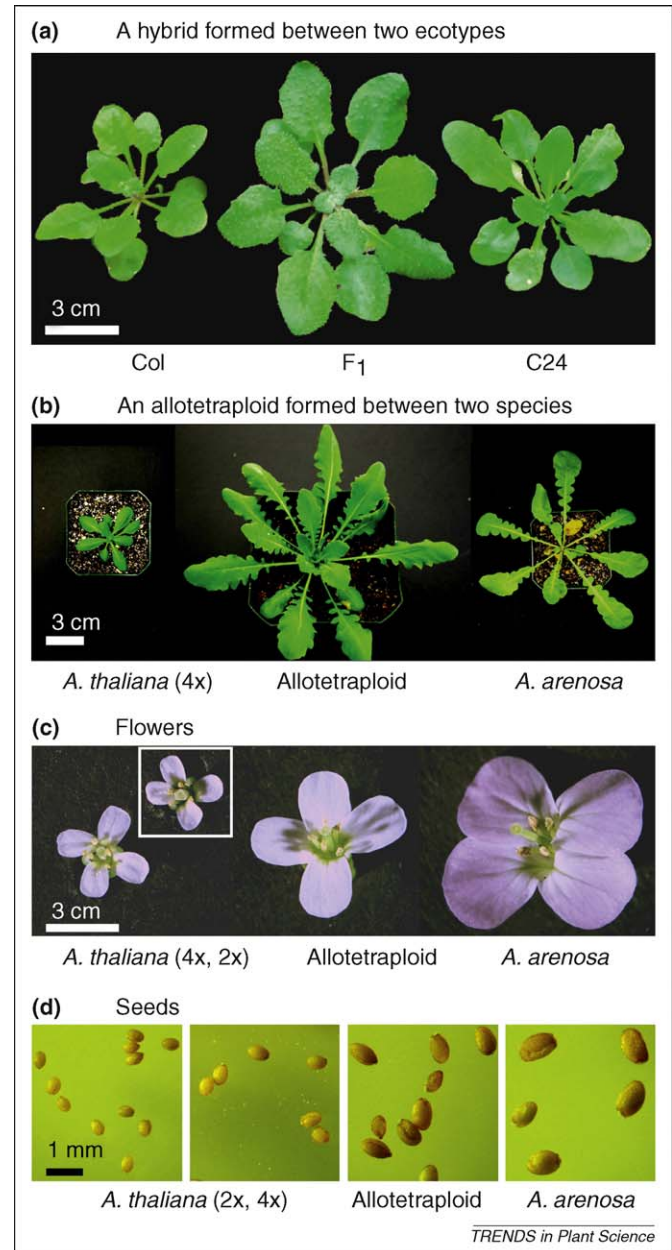 (a) A hybrid formed between two ecotypes
3 cm
Col F1 C24
(b) An allotetraploid formed between two species
3 cm
A. thaliana (4x) Allotetraploid A. arenosa
(c) Flowers
3 cm
A. thaliana (4x, 2x) Allotetraploid A. arenosa
(d) Seeds
1 mm
A. thaliana (2x, 4x) Allotetraploid A. arenosa
TRENDS in Plant Science